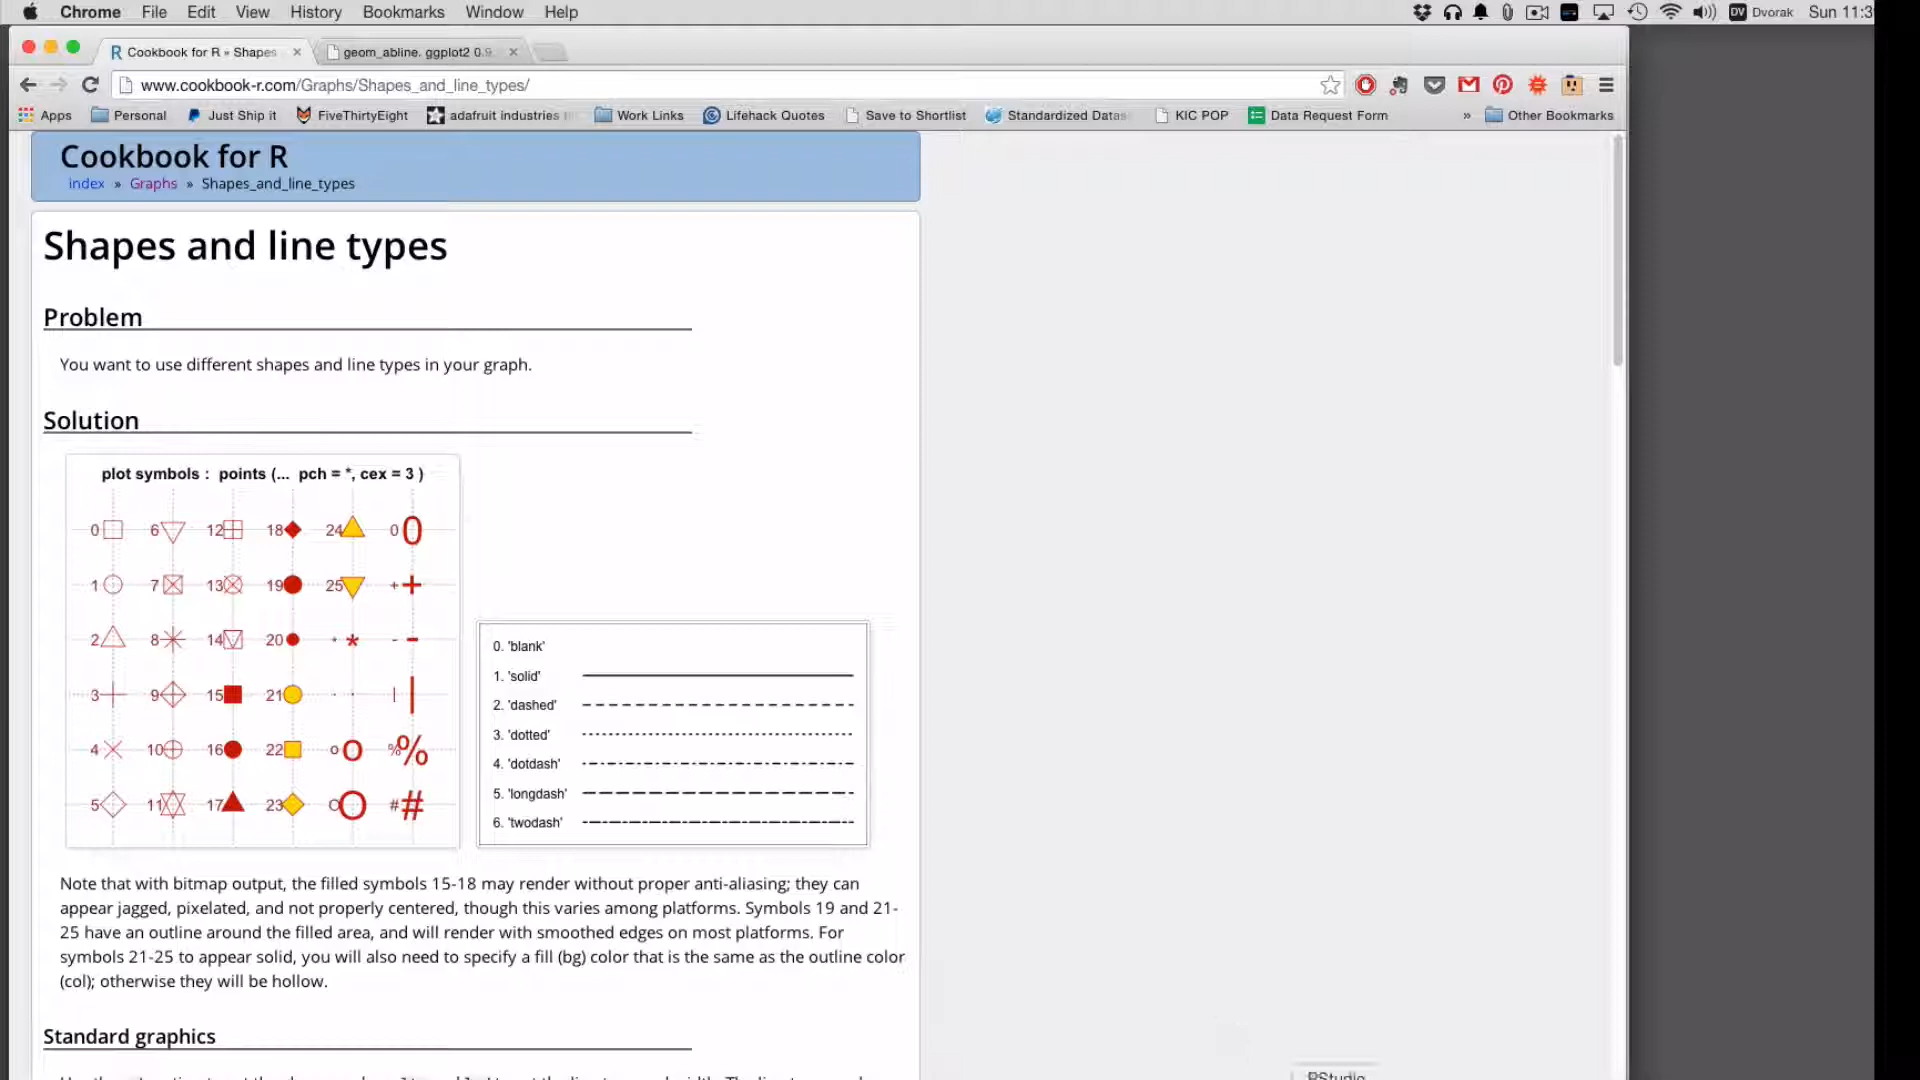 Chrome File Edit View History Bookmarks Window Help Dvorak Sun 11:3
Cookbook for R » Shapes geom_abline. ggplot2 0.9.
www.cookbook-r.com/Graphs/Shapes_and_line_types/
Apps Personal Just Ship it FiveThirtyEight adafruit industries Work Links Lifehack Quotes Save to Shortlist Standardized Datas KIC POP Data Request Form » Other Bookmarks
Cookbook for R
Index » Graphs » Shapes_and_line_types
Shapes and line types
Problem
You want to use different shapes and line types in your graph.
Solution
plot symbols : points (... pch = *, cex = 3 )
0 6 12 18 24 0 0
1 7 13 19 25 + +
2 8 14 20 * * - -
3 9 15 21 . . | |
4 10 16 22 o o % %
5 11 17 23 O O # #
0. 'blank'
1. 'solid'
2. 'dashed'
3. 'dotted'
4. 'dotdash'
5. 'longdash'
6. 'twodash'
Note that with bitmap output, the filled symbols 15-18 may render without proper anti-aliasing; they can
appear jagged, pixelated, and not properly centered, though this varies among platforms. Symbols 19 and 21-
25 have an outline around the filled area, and will render with smoothed edges on most platforms. For
symbols 21-25 to appear solid, you will also need to specify a fill (bg) color that is the same as the outline color
(col); otherwise they will be hollow.
Standard graphics
RStudio